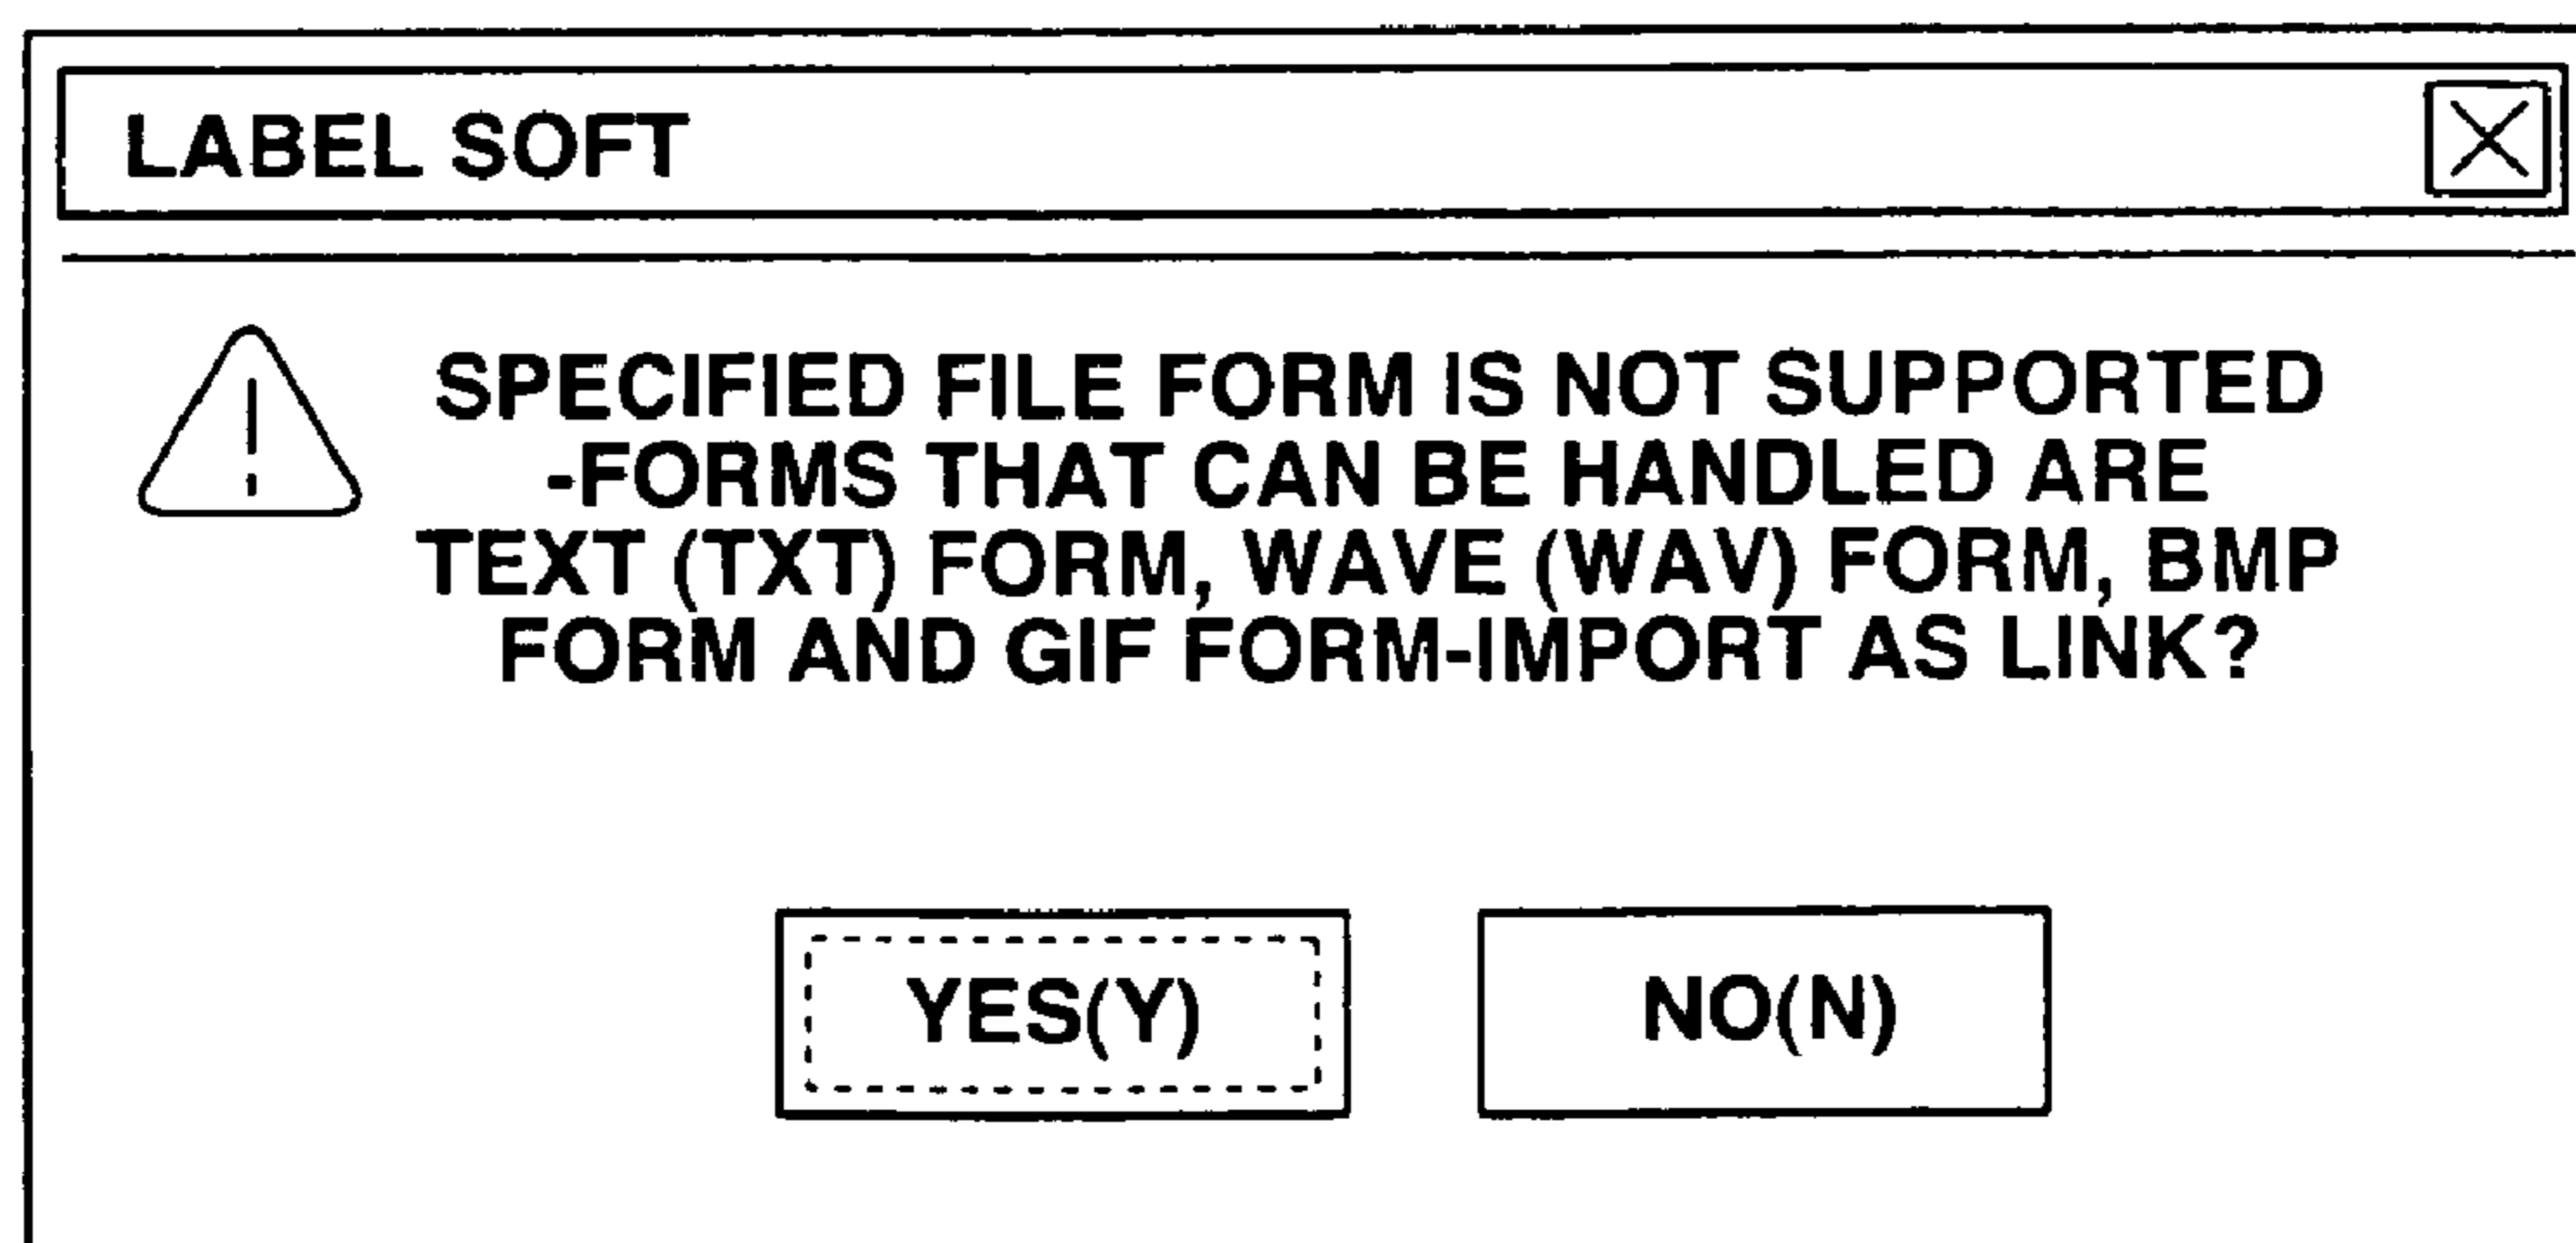 LABEL SOFT
SPECIFIED FILE FORM IS NOT SUPPORTED
-FORMS THAT CAN BE HANDLED ARE
TEXT (TXT) FORM, WAVE (WAV) FORM, BMP
FORM AND GIF FORM-IMPORT AS LINK?
YES(Y)
NO(N)